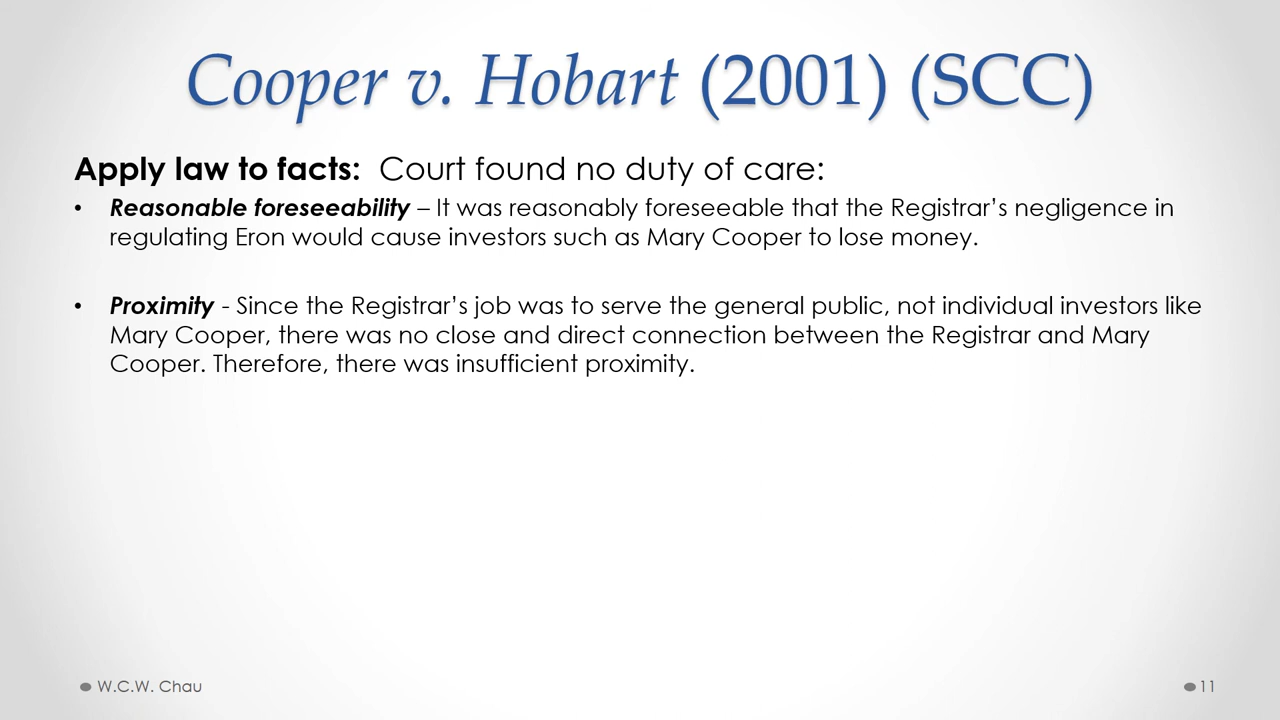 Cooper v. Hobart (2001) (SCC)
Apply law to facts: Court found no duty of care:
• Reasonable foreseeability – It was reasonably foreseeable that the Registrar’s negligence in
regulating Eron would cause investors such as Mary Cooper to lose money.
• Proximity - Since the Registrar’s job was to serve the general public, not individual investors like
Mary Cooper, there was no close and direct connection between the Registrar and Mary
Cooper. Therefore, there was insufficient proximity.
W.C.W. Chau
11